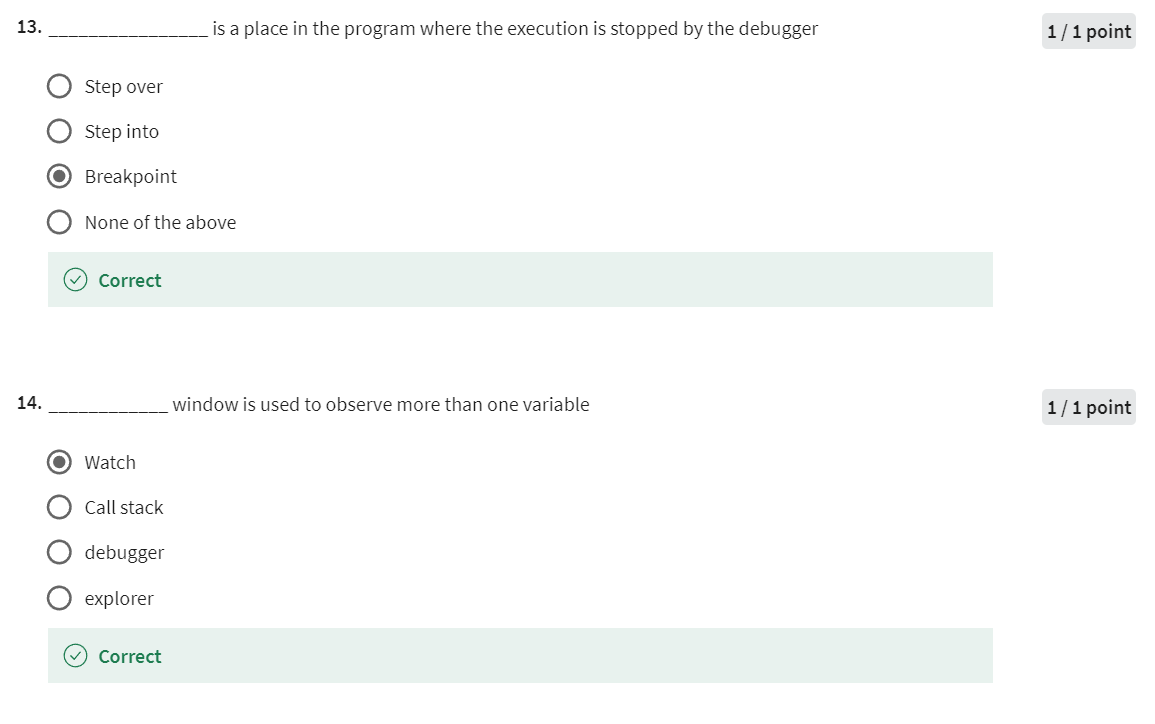 13. ________________ is a place in the program where the execution is stopped by the debugger
1 / 1 point
Step over
Step into
Breakpoint
None of the above
Correct
14. ____________ window is used to observe more than one variable
1 / 1 point
Watch
Call stack
debugger
explorer
Correct